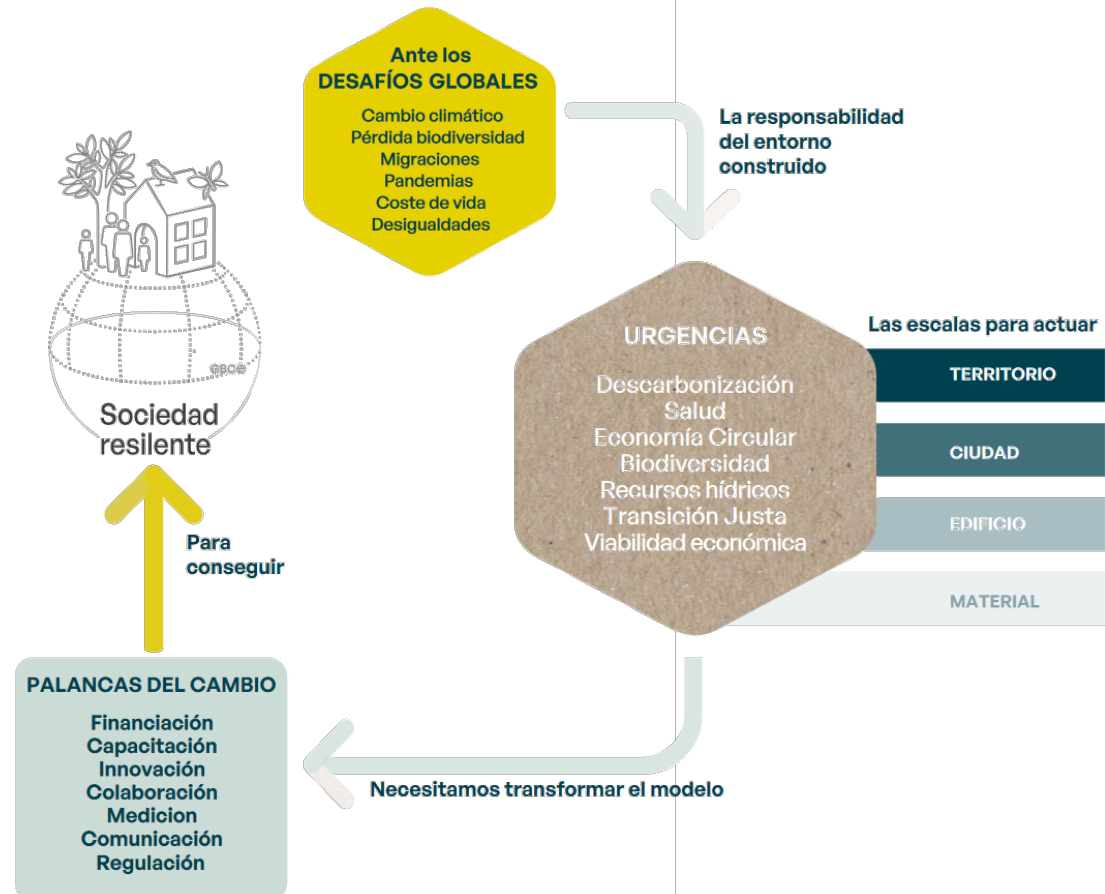 Ante los
DESAFÍOS GLOBALES
Cambio climático
Pérdida biodiversidad
Migraciones
Pandemias
Coste de vida
Desigualdades
La responsabilidad
del entorno
construido
URGENCIAS
Descarbonización
Salud
Economía Circular
Biodiversidad
Recursos hídricos
Transición Justa
Viabilidad económica
Las escalas para actuar
TERRITORIO
CIUDAD
EDIFICIO
MATERIAL
Necesitamos transformar el modelo
PALANCAS DEL CAMBIO
Financiación
Capacitación
Innovación
Colaboración
Medicion
Comunicación
Regulación
Para
conseguir
GBCe
Sociedad
resilente